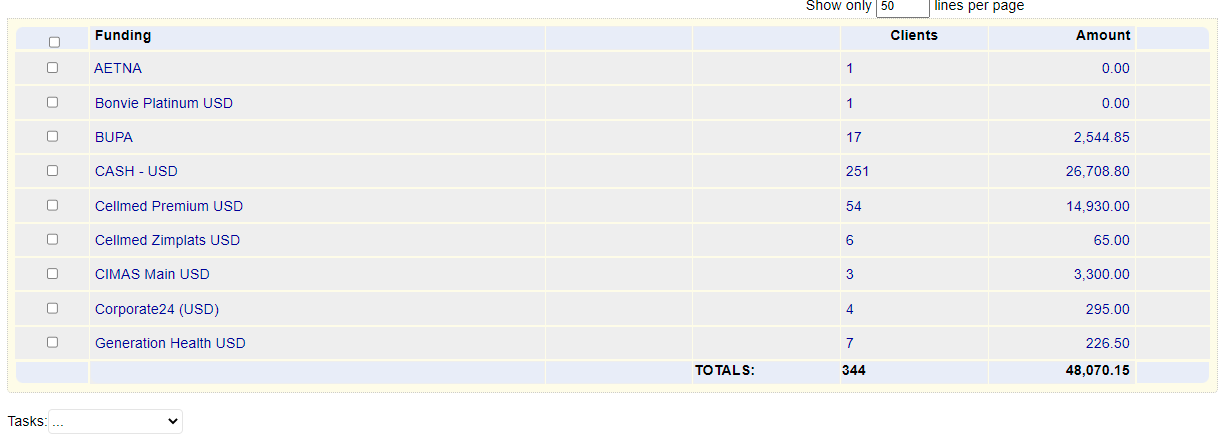 Show only 50 lines per page
Funding Clients Amount
AETNA 1 0.00
Bonvie Platinum USD 1 0.00
BUPA 17 2,544.85
CASH - USD 251 26,708.80
Cellmed Premium USD 54 14,930.00
Cellmed Zimplats USD 6 65.00
CIMAS Main USD 3 3,300.00
Corporate24 (USD) 4 295.00
Generation Health USD 7 226.50
TOTALS: 344 48,070.15
Tasks: ...